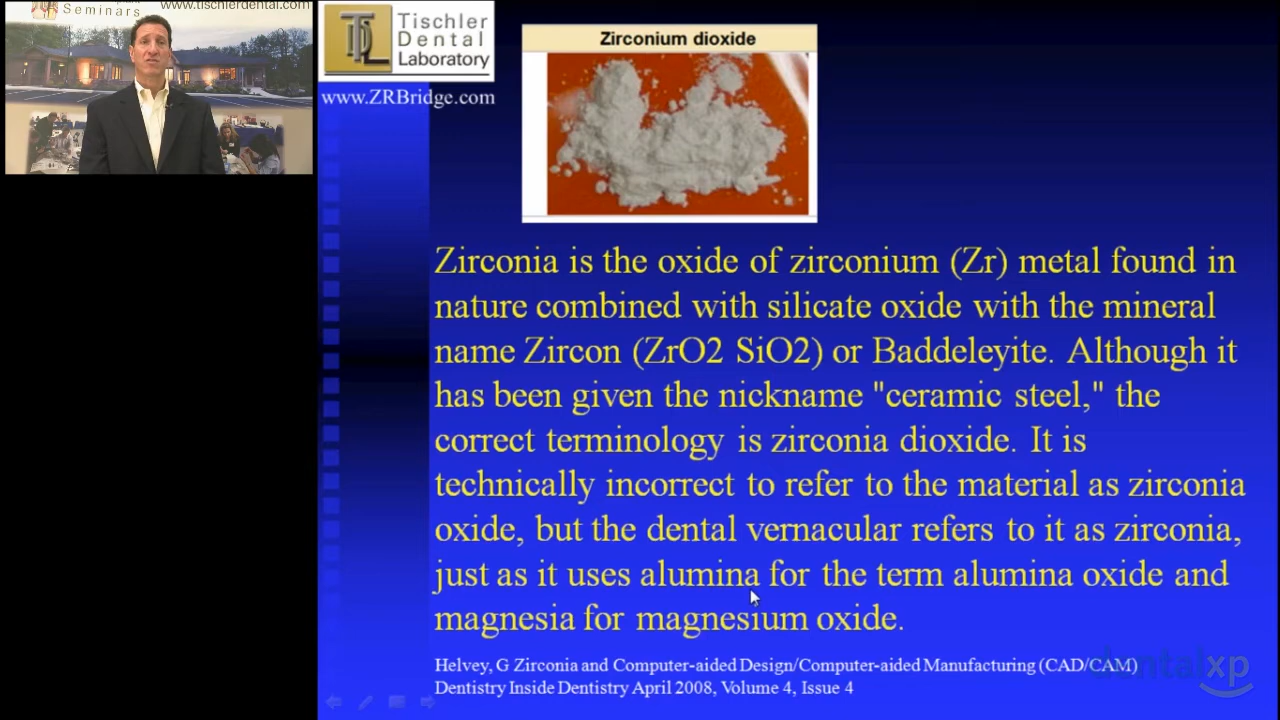 Seminars
www.tischlerdental.com
TDL
Tischler
Dental
Laboratory
www.ZRBridge.com
Zirconium dioxide
Zirconia is the oxide of zirconium (Zr) metal found in
nature combined with silicate oxide with the mineral
name Zircon (ZrO2 SiO2) or Baddeleyite. Although it
has been given the nickname "ceramic steel," the
correct terminology is zirconia dioxide. It is
technically incorrect to refer to the material as zirconia
oxide, but the dental vernacular refers to it as zirconia,
just as it uses alumina for the term alumina oxide and
magnesia for magnesium oxide.
Helvey, G Zirconia and Computer-aided Design/Computer-aided Manufacturing (CAD/CAM)
Dentistry Inside Dentistry April 2008, Volume 4, Issue 4
dentalxp